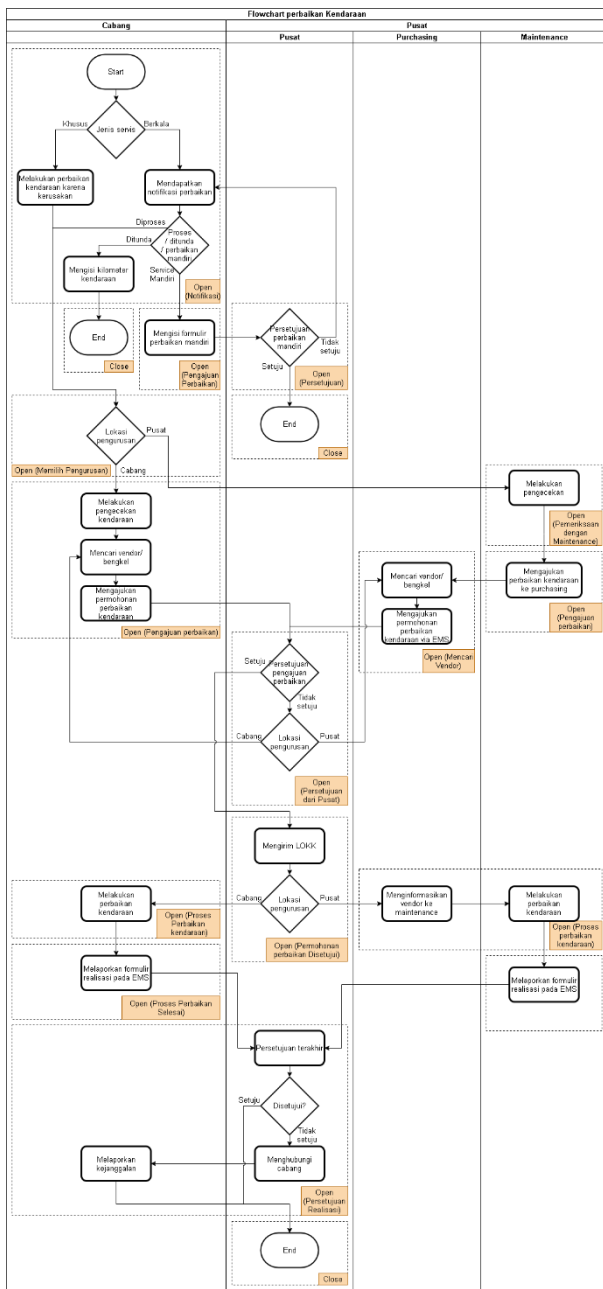 Flowchart perbaikan Kendaraan
Cabang
Pusat
Pusat
Purchasing
Maintenance
Start
Jenis servis
Khusus
Berkala
Melakukan perbaikan
kendaraan karena
kerusakan
Mendapatkan
notifikasi perbaikan
Diproses
Ditunda
Proses
/ ditunda
/ perbaikan
mandiri
Service
Mandiri
Mengisi kilometer
kendaraan
Open
(Notifikasi)
End
Close
Mengisi formulir
perbaikan mandiri
Open
(Pengajuan
Perbaikan)
Persetujuan
perbaikan
mandiri
Tidak
setuju
Setuju
Open
(Persetujuan)
End
Close
Lokasi
pengurusan
Pusat
Cabang
Open (Memilih Pengurusan)
Melakukan
pengecekan
kendaraan
Mencari vendor/
bengkel
Mengajukan
permohonan
perbaikan
kendaraan
Open (Pengajuan perbaikan)
Melakukan
pengecekan
Open
(Pemeriksaan
dengan
Maintenance)
Mengajukan
perbaikan kendaraan
ke purchasing
Open
(Pengajuan
perbaikan)
Mencari vendor/
bengkel
Mengajukan
permohonan
perbaikan
kendaraan via EMS
Open (Mencari
Vendor)
Setuju
Persetujuan
pengajuan
perbaikan
Tidak
setuju
Cabang
Lokasi
pengurusan
Pusat
Open
(Persetujuan
dari Pusat)
Mengirim LOKK
Cabang
Lokasi
pengurusan
Pusat
Open (Permohonan
perbaikan Disetujui)
Melakukan
perbaikan
kendaraan
Open (Proses
Perbaikan
kendaraan)
Menginformasikan
vendor ke
maintenance
Melakukan
perbaikan
kendaraan
Open (Proses
perbaikan
kendaraan)
Melaporkan formulir
realisasi pada EMS
Open (Proses Perbaikan
Selesai)
Melaporkan formulir
realisasi pada EMS
Persetujuan terakhir
Setuju
Disetujui?
Tidak
setuju
Melaporkan
kejanggalan
Menghubungi
cabang
Open
(Persetujuan
Realisasi)
End
Close